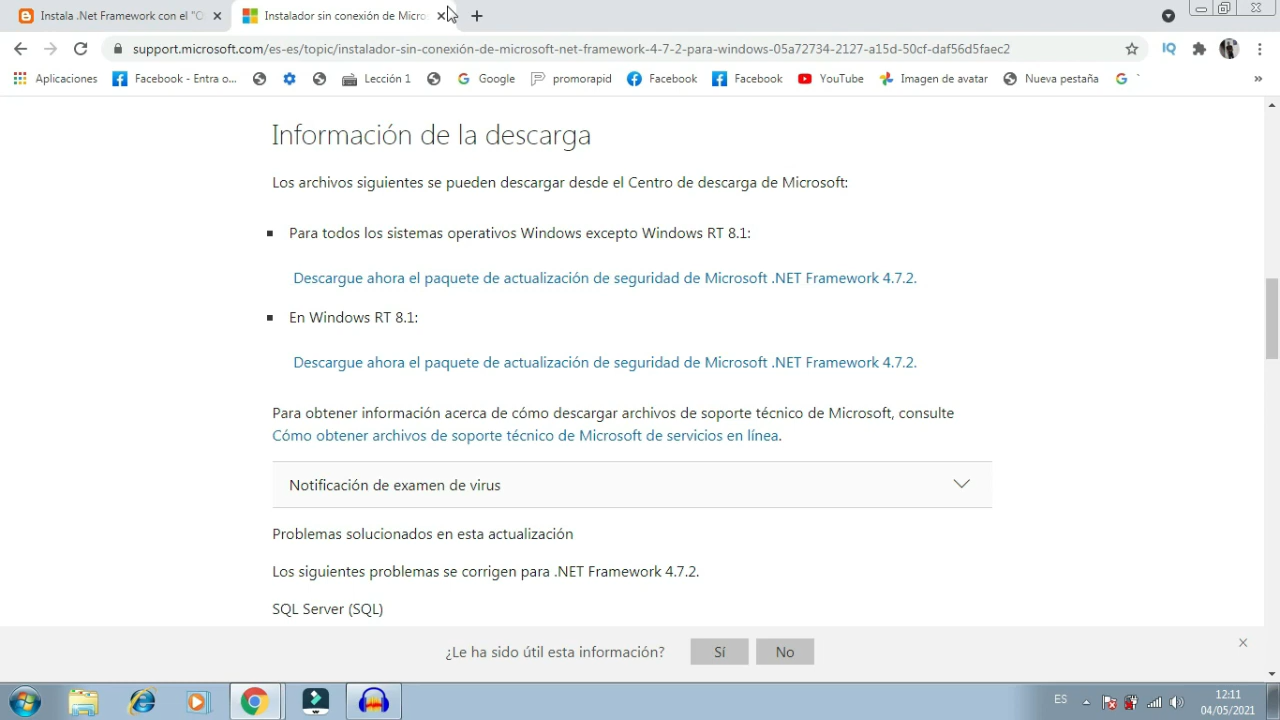 Instala .Net Framework con el "O
Instalador sin conexión de Micro
support.microsoft.com/es-es/topic/instalador-sin-conexión-de-microsoft-net-framework-4-7-2-para-windows-05a72734-2127-a15d-50cf-daf56d5faec2
IQ
Aplicaciones
Facebook - Entra o...
Lección 1
Google
promorapid
Facebook
Facebook
YouTube
Imagen de avatar
Nueva pestaña
»
Información de la descarga
Los archivos siguientes se pueden descargar desde el Centro de descarga de Microsoft:
Para todos los sistemas operativos Windows excepto Windows RT 8.1:
Descargue ahora el paquete de actualización de seguridad de Microsoft .NET Framework 4.7.2.
En Windows RT 8.1:
Descargue ahora el paquete de actualización de seguridad de Microsoft .NET Framework 4.7.2.
Para obtener información acerca de cómo descargar archivos de soporte técnico de Microsoft, consulte
Cómo obtener archivos de soporte técnico de Microsoft de servicios en línea.
Notificación de examen de virus
Problemas solucionados en esta actualización
Los siguientes problemas se corrigen para .NET Framework 4.7.2.
SQL Server (SQL)
¿Le ha sido útil esta información?
Sí
No
ES
12:11
04/05/2021